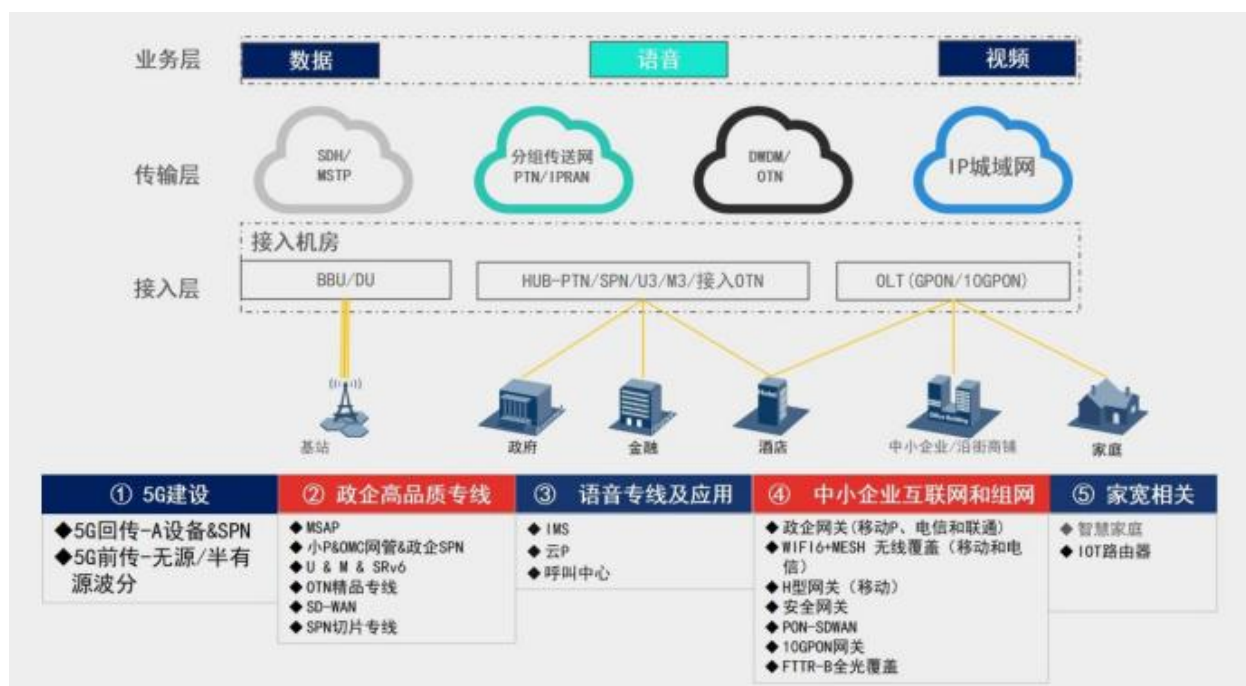 业务层
数据
语音
视频
传输层
SDH/
MSTP
分组传送网
PTN/IPRAN
DWDM/
OTN
IP城域网
接入机房
接入层
BBU/DU
HUB-PTN/SPN/U3/M3/接入OTN
OLT(GPON/10GPON)
基站
政府
金融
Hotel
酒店
Office Building
中小企业/沿街商铺
家庭
① 5G建设
◆5G回传-A设备&SPN
◆5G前传-无源/半有
源波分
② 政企高品质专线
◆MSAP
◆小P&OMC网管&政企SPN
◆U & M & SRv6
◆OTN精品专线
◆SD-WAN
◆SPN切片专线
③ 语音专线及应用
◆IMS
◆云P
◆呼叫中心
④ 中小企业互联网和组网
◆政企网关(移动P、电信和联通)
◆WIFI6+MESH 无线覆盖（移动和电
信）
◆H型网关（移动）
◆安全网关
◆PON-SDWAN
◆10GPON网关
◆FTTR-B全光覆盖
⑤ 家宽相关
◆智慧家庭
◆IOT路由器